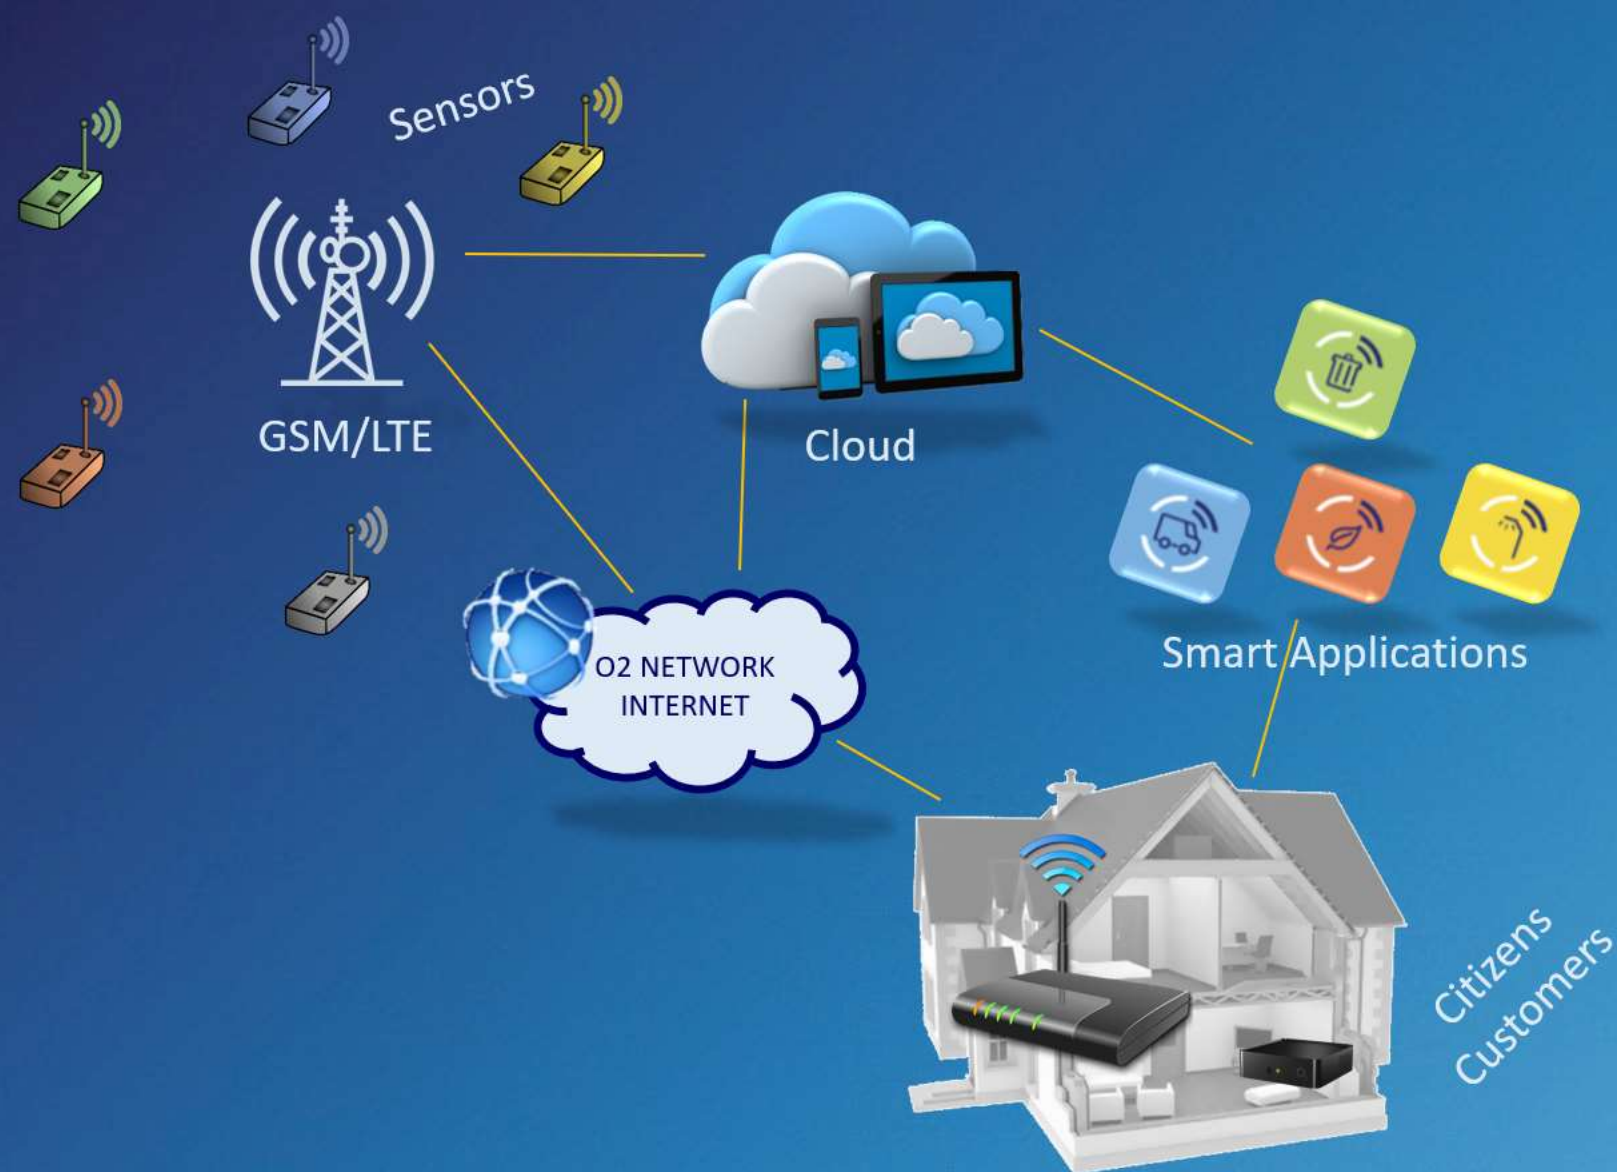 Sensors
GSM/LTE
Cloud
O2 NETWORK
INTERNET
Smart Applications
Citizens
Customers